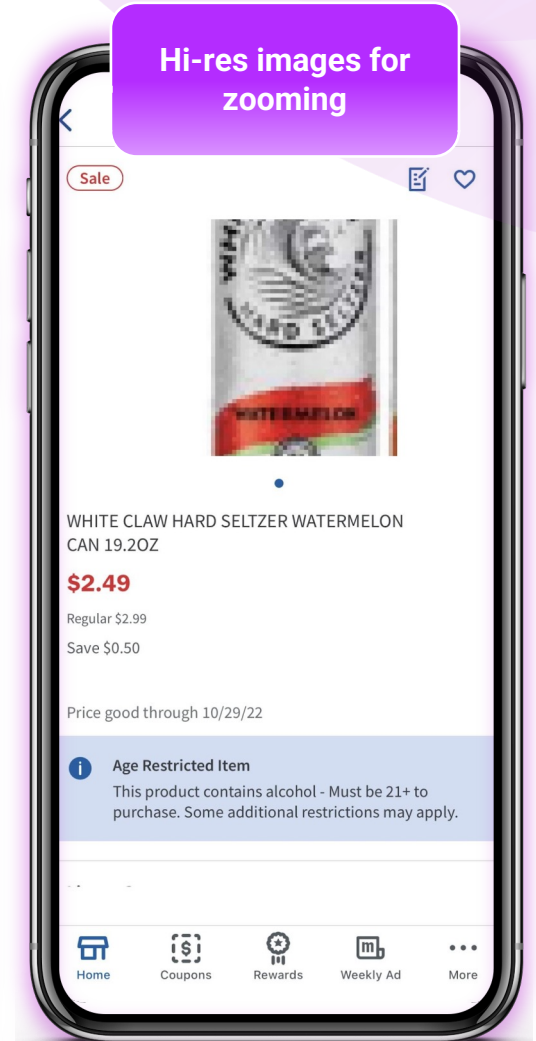 Hi-res images for
zooming
Sale
HARD SELTZER
WATERMELON
WHITE CLAW HARD SELTZER WATERMELON
CAN 19.2OZ
$2.49
Regular $2.99
Save $0.50
Price good through 10/29/22
Age Restricted Item
This product contains alcohol - Must be 21+ to
purchase. Some additional restrictions may apply.
Home
Coupons
Rewards
Weekly Ad
More